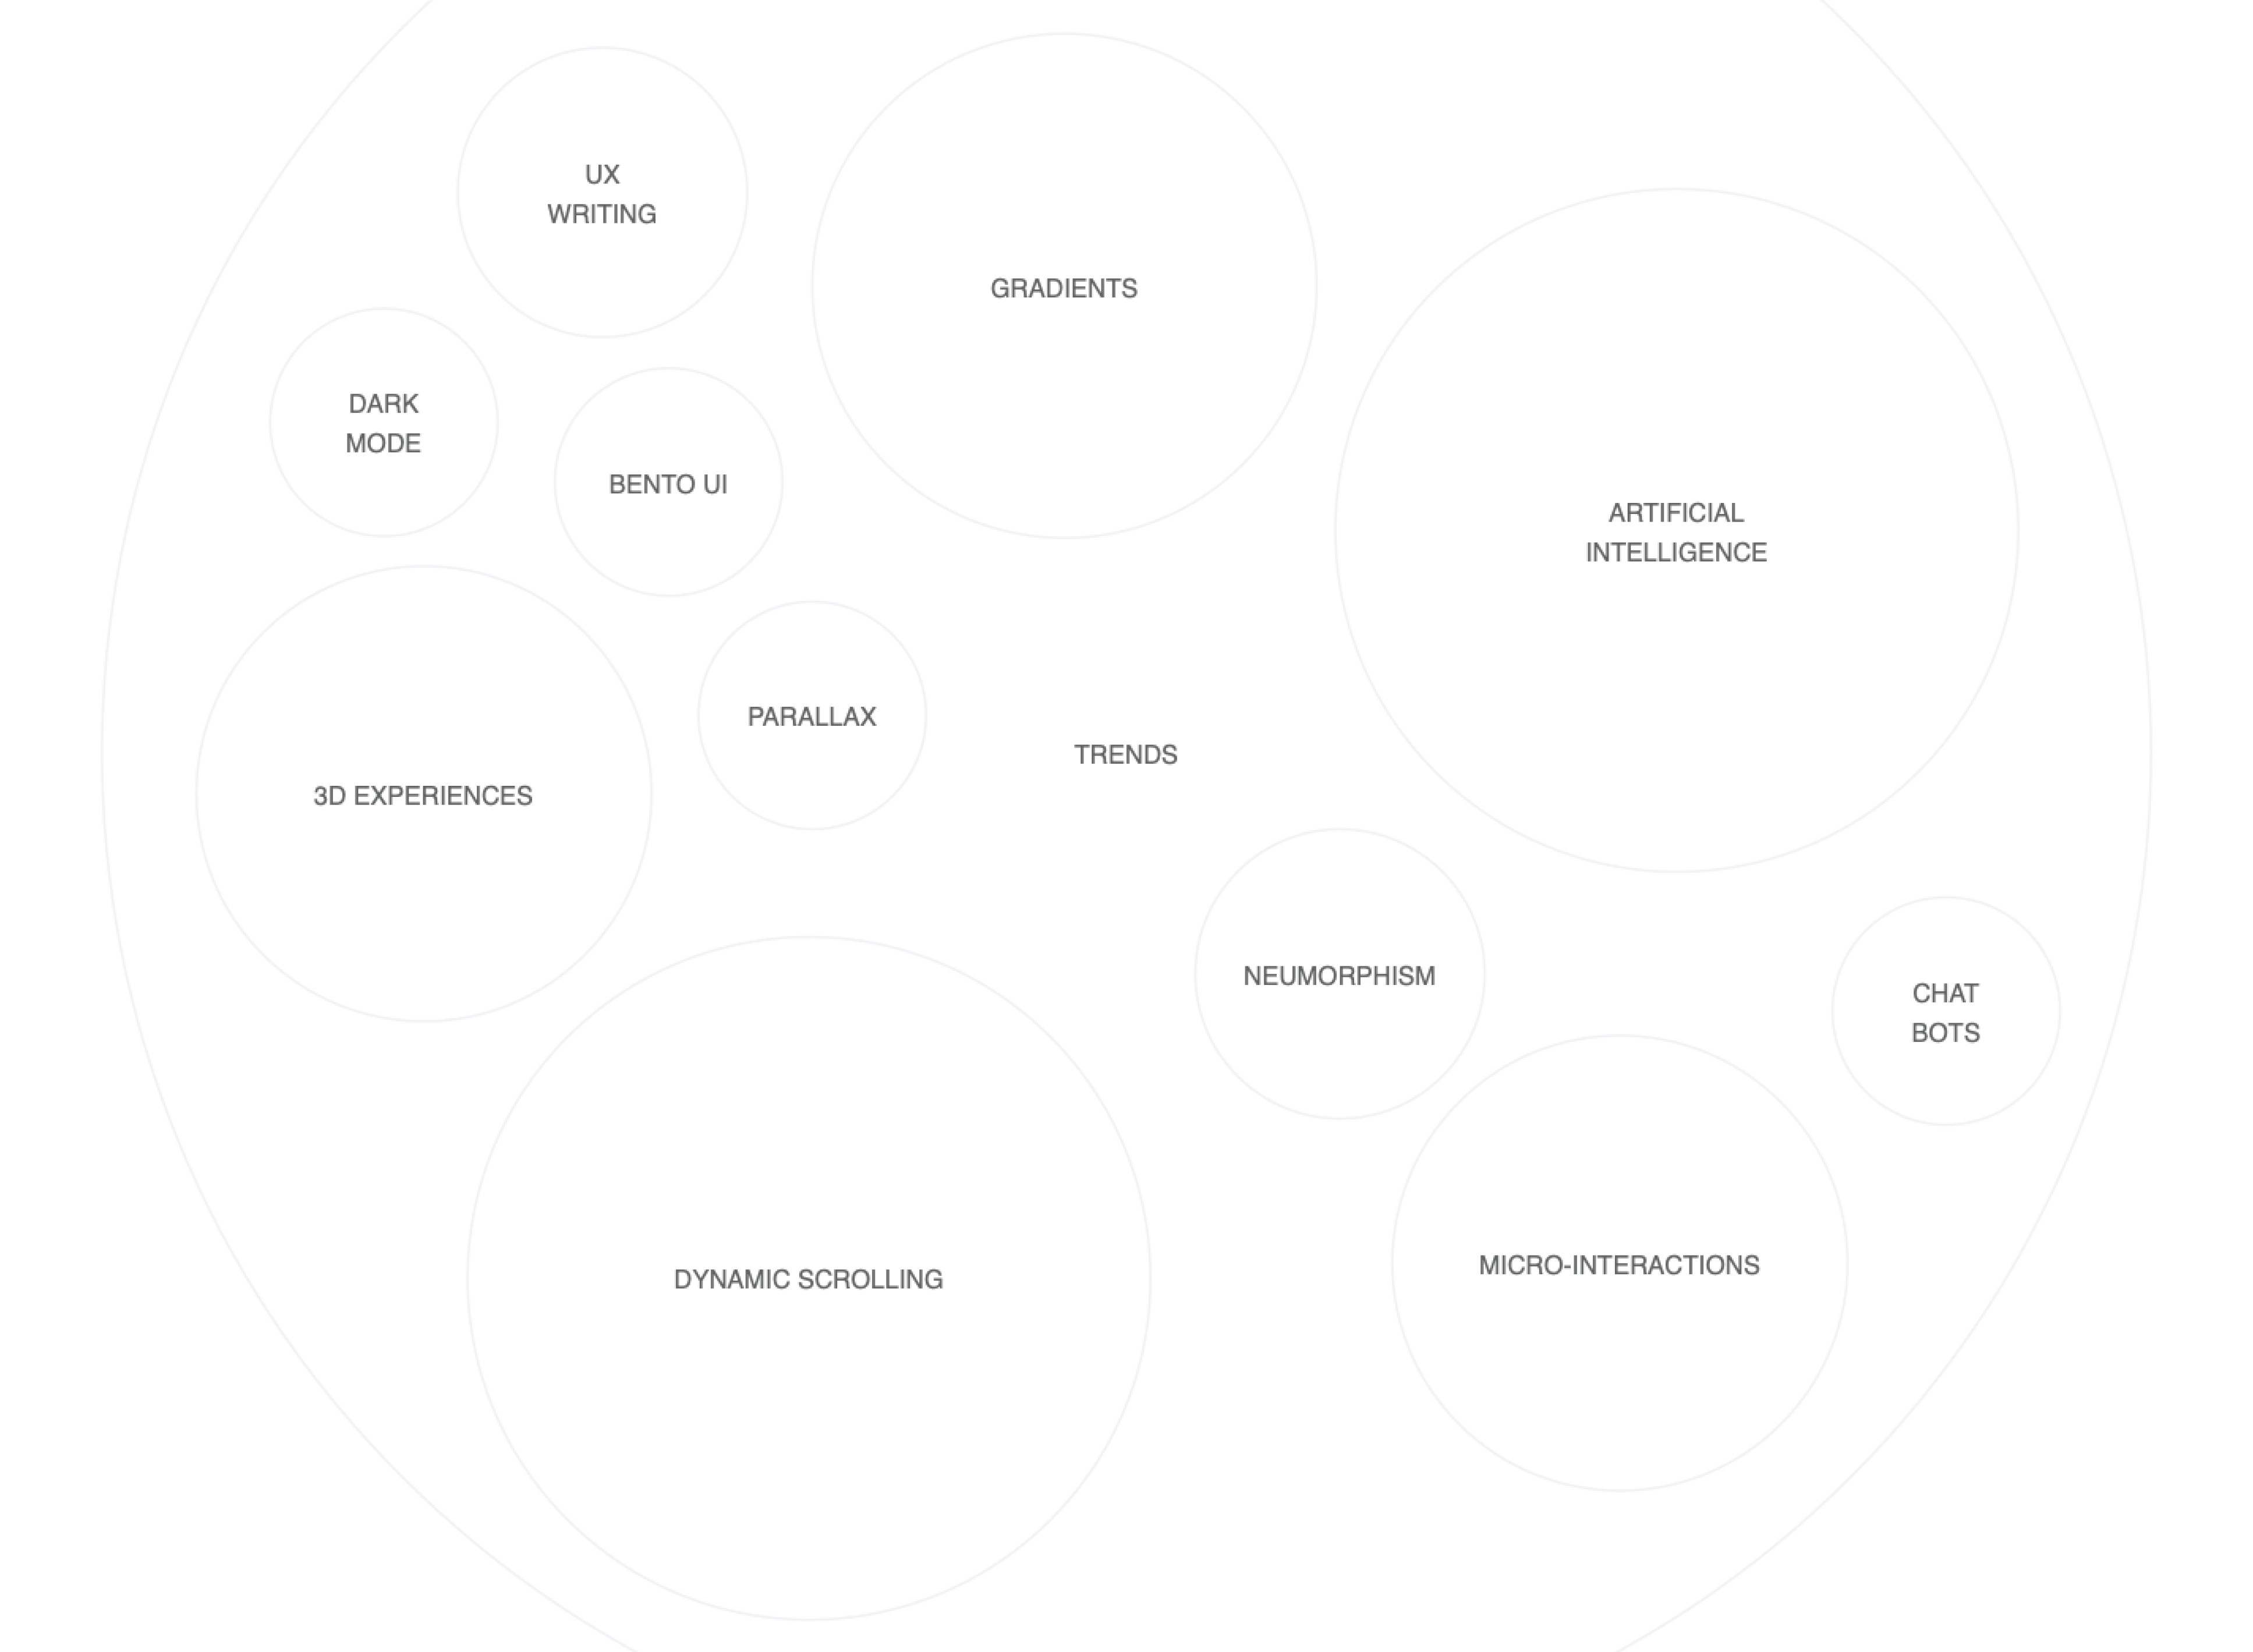 UX
WRITING
GRADIENTS
DARK
MODE
BENTO UI
ARTIFICIAL
INTELLIGENCE
PARALLAX
TRENDS
3D EXPERIENCES
NEUMORPHISM
CHAT
BOTS
DYNAMIC SCROLLING
MICRO-INTERACTIONS